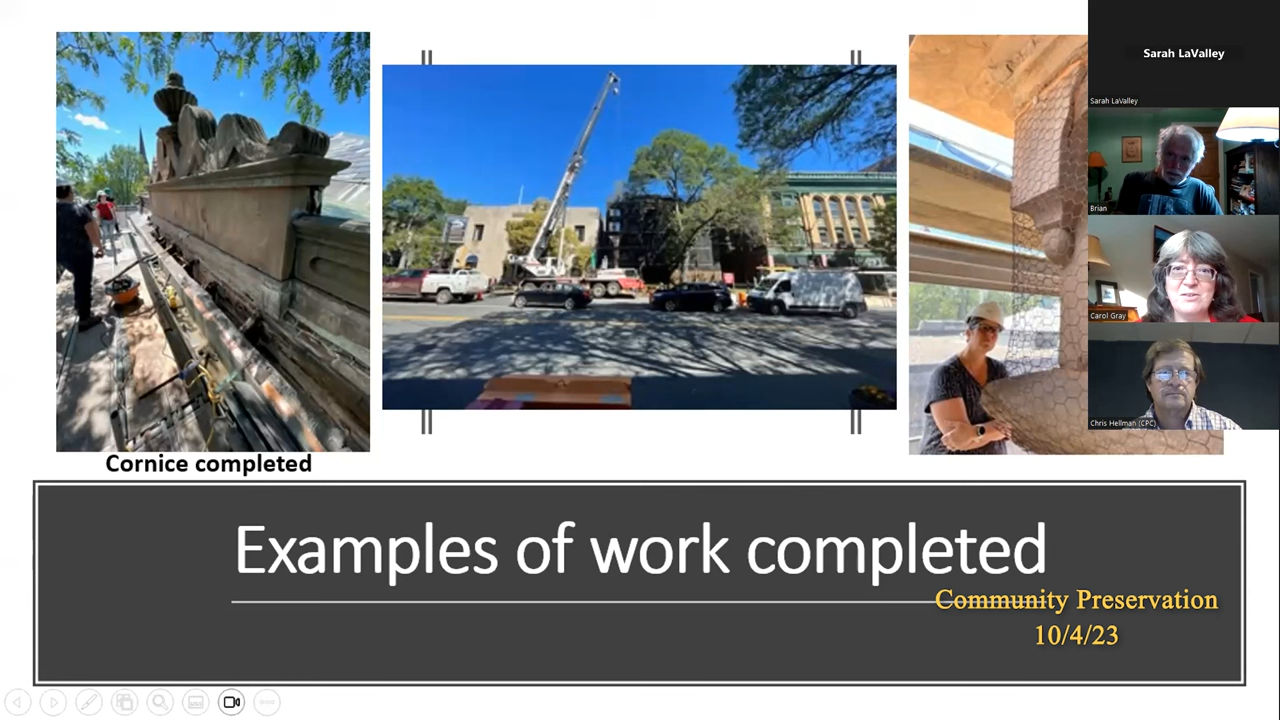 Sarah LaValley
Sarah LaValley
Brian
Carol Gray
Chris Hellman (CPC)
Cornice completed
Examples of work completed
Community Preservation
10/4/23